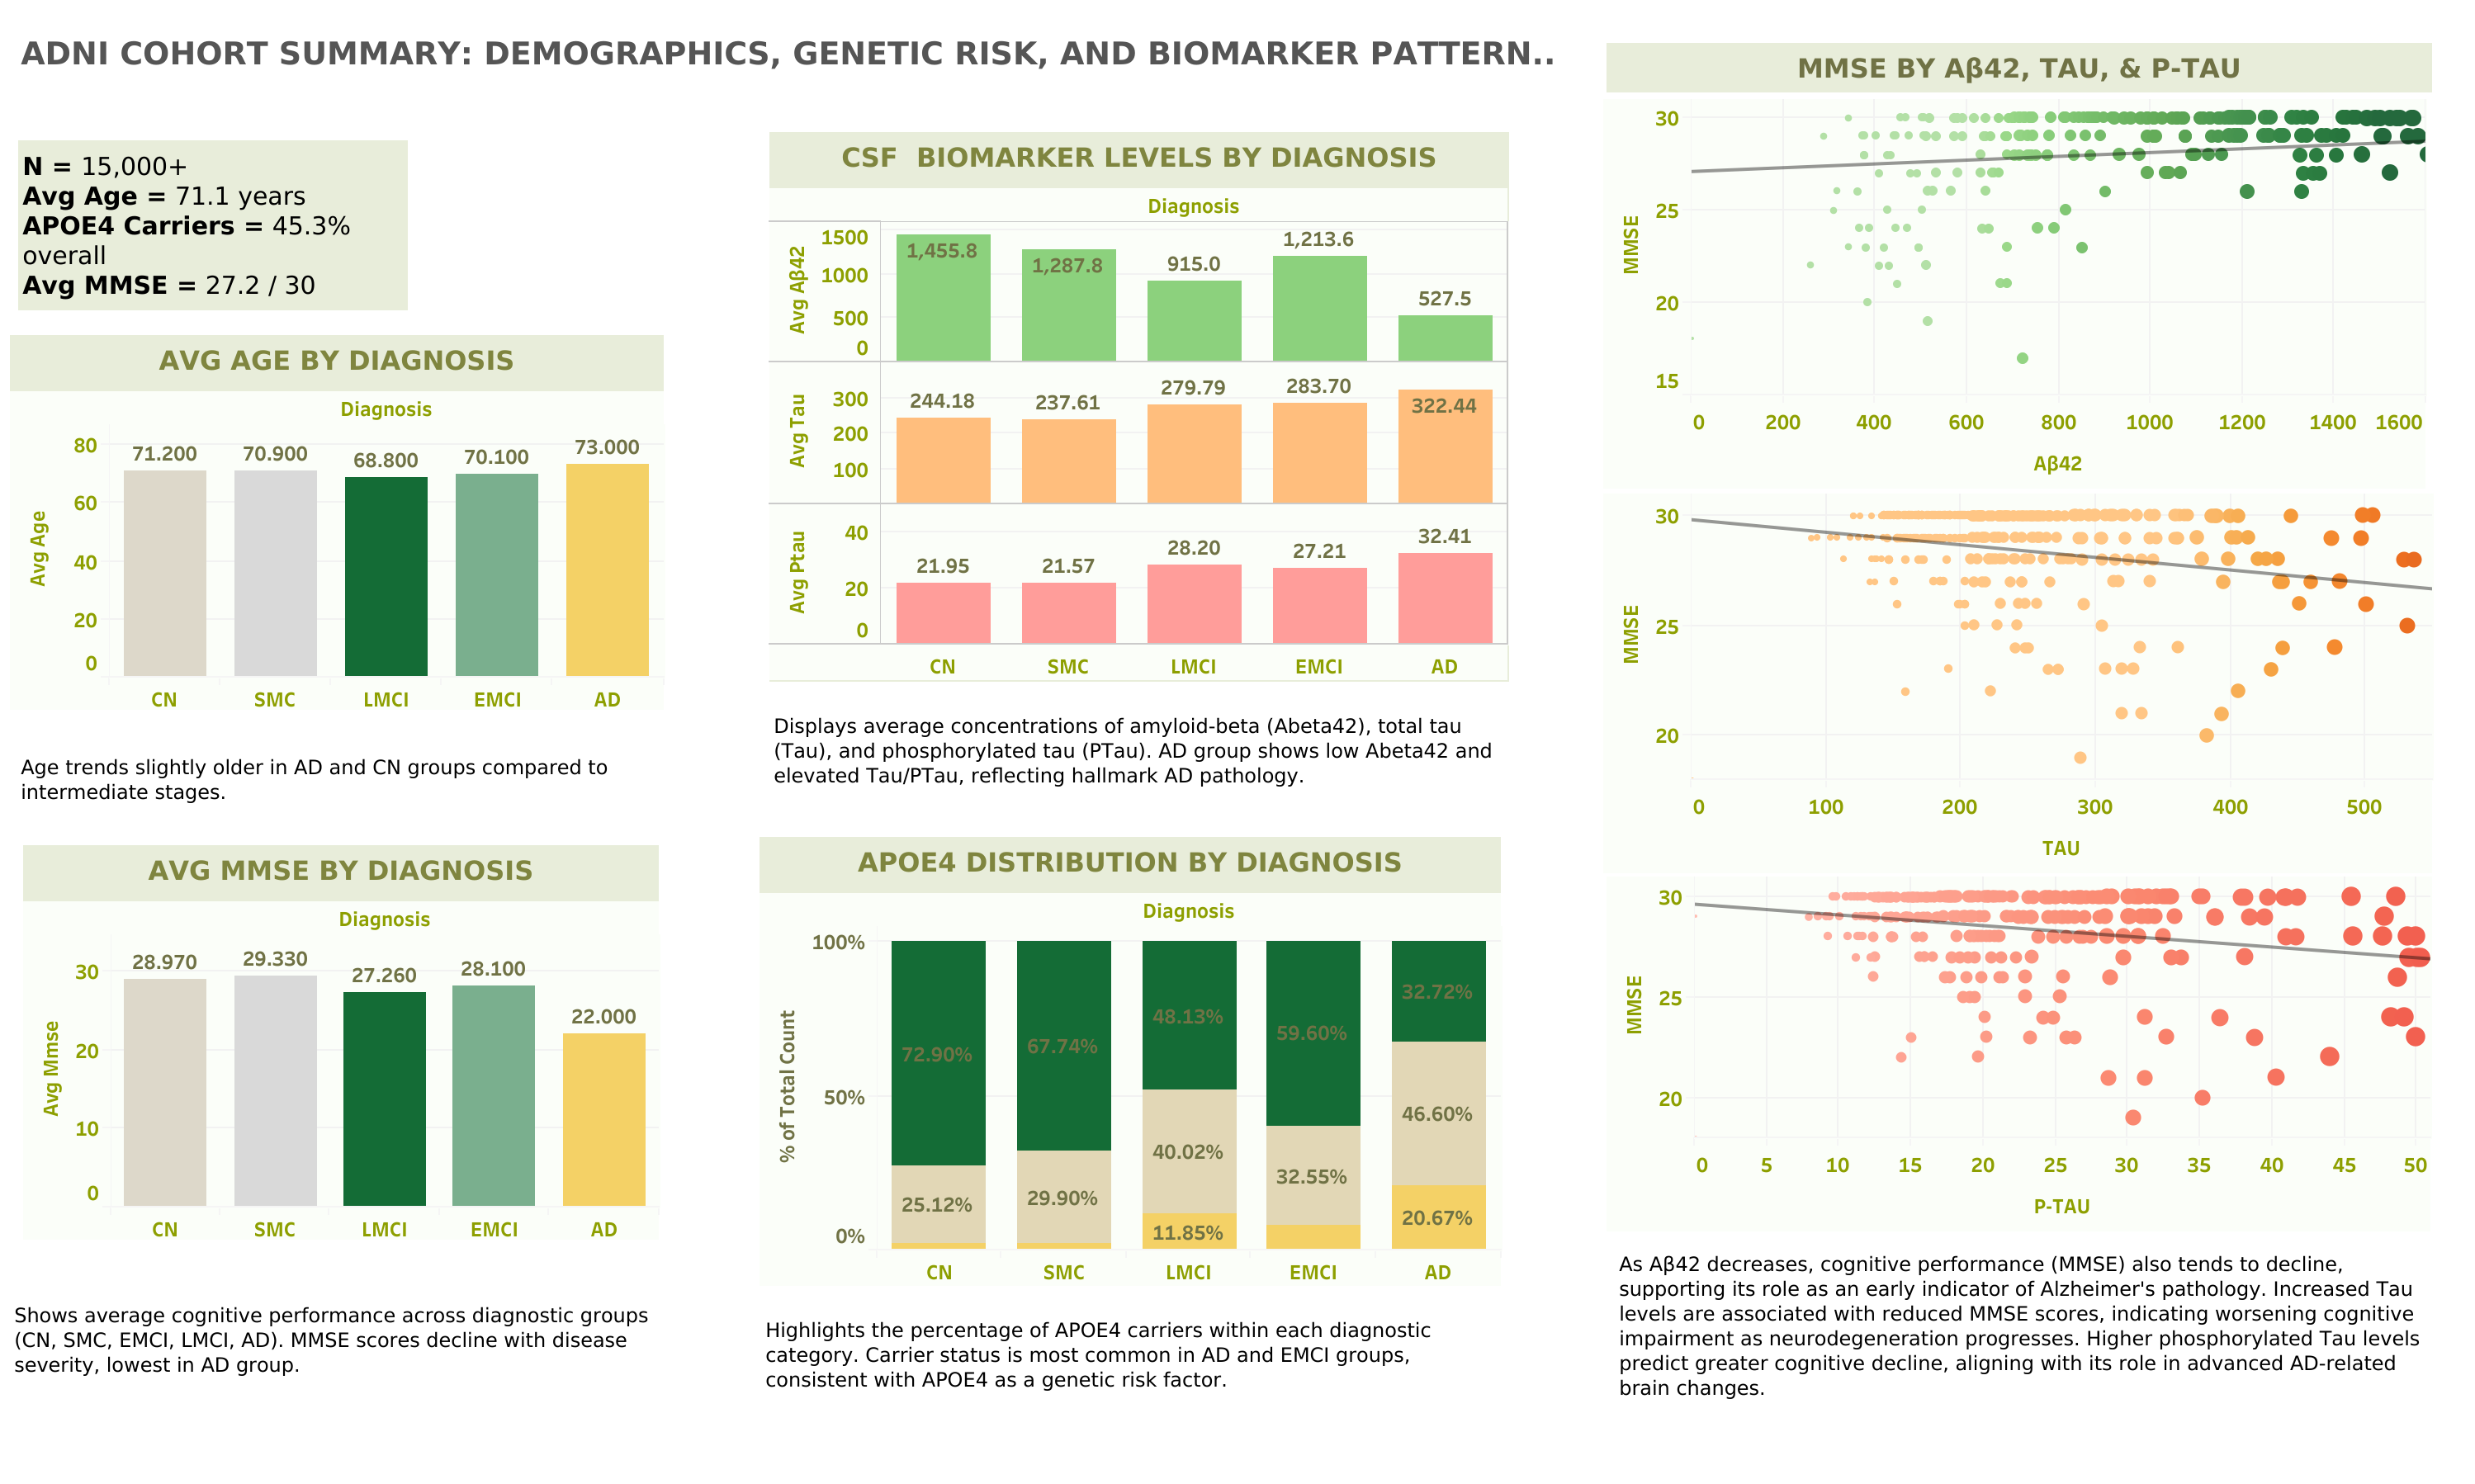 ADNI COHORT SUMMARY: DEMOGRAPHICS, GENETIC RISK, AND BIOMARKER PATTERN..
N = 15,000+
Avg Age = 71.1 years
APOE4 Carriers = 45.3%
overall
Avg MMSE = 27.2 / 30
AVG AGE BY DIAGNOSIS
Diagnosis
Avg Age
80
60
40
20
0
71.200
70.900
68.800
70.100
73.000
CN
SMC
LMCI
EMCI
AD
Age trends slightly older in AD and CN groups compared to
intermediate stages.
AVG MMSE BY DIAGNOSIS
Diagnosis
Avg Mmse
30
20
10
0
28.970
29.330
27.260
28.100
22.000
CN
SMC
LMCI
EMCI
AD
Shows average cognitive performance across diagnostic groups
(CN, SMC, EMCI, LMCI, AD). MMSE scores decline with disease
severity, lowest in AD group.
CSF  BIOMARKER LEVELS BY DIAGNOSIS
Diagnosis
Avg Aβ42
1500
1000
500
0
1,455.8
1,287.8
915.0
1,213.6
527.5
Avg Tau
300
200
100
244.18
237.61
279.79
283.70
322.44
Avg Ptau
40
20
0
21.95
21.57
28.20
27.21
32.41
CN
SMC
LMCI
EMCI
AD
Displays average concentrations of amyloid-beta (Abeta42), total tau
(Tau), and phosphorylated tau (PTau). AD group shows low Abeta42 and
elevated Tau/PTau, reflecting hallmark AD pathology.
APOE4 DISTRIBUTION BY DIAGNOSIS
Diagnosis
% of Total Count
100%
50%
0%
72.90%
67.74%
48.13%
59.60%
32.72%
25.12%
29.90%
40.02%
32.55%
46.60%
11.85%
20.67%
CN
SMC
LMCI
EMCI
AD
Highlights the percentage of APOE4 carriers within each diagnostic
category. Carrier status is most common in AD and EMCI groups,
consistent with APOE4 as a genetic risk factor.
MMSE BY Aβ42, TAU, & P-TAU
MMSE
30
25
20
15
0
200
400
600
800
1000
1200
1400
1600
Aβ42
MMSE
30
25
20
0
100
200
300
400
500
TAU
MMSE
30
25
20
0
5
10
15
20
25
30
35
40
45
50
P-TAU
As Aβ42 decreases, cognitive performance (MMSE) also tends to decline,
supporting its role as an early indicator of Alzheimer's pathology. Increased Tau
levels are associated with reduced MMSE scores, indicating worsening cognitive
impairment as neurodegeneration progresses. Higher phosphorylated Tau levels
predict greater cognitive decline, aligning with its role in advanced AD-related
brain changes.